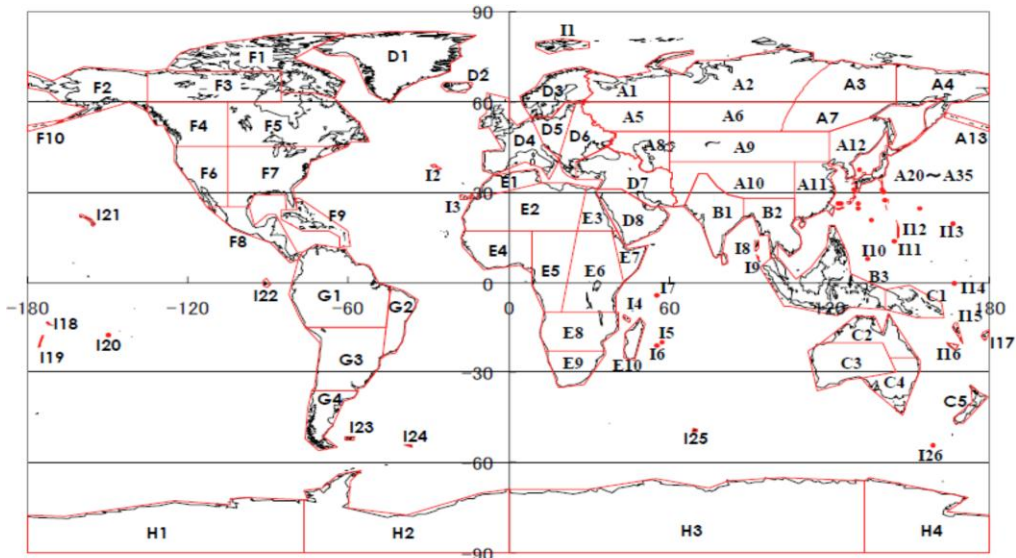 90
I1
F1 D1
D2
F2 F3 D3 A1 A2 A3 A4
60
F10 F4 F5 D5 D4 D6 A5 A6 A7 A13
A8 A9 A12
F6 F7 I2 E1 D7 A10 A11 A20～A35
30
I21 I3 E2 E3 D8 B1 B2 I12 I13
F8 F9 E4 E5 E7 I8 I10 I11
E6 I9 B3
-180 -120 -60 0 0 60 120 180
I22 G1 G2 I7 C1 I14
I18 I4 I15
I19 I20 G3 E8 I5 C2 I16 I17
E9 E10 I6 C3
-30
G4 C4 C5
I23 I24 I25
I26
-60
H1 H2 H3 H4
-90